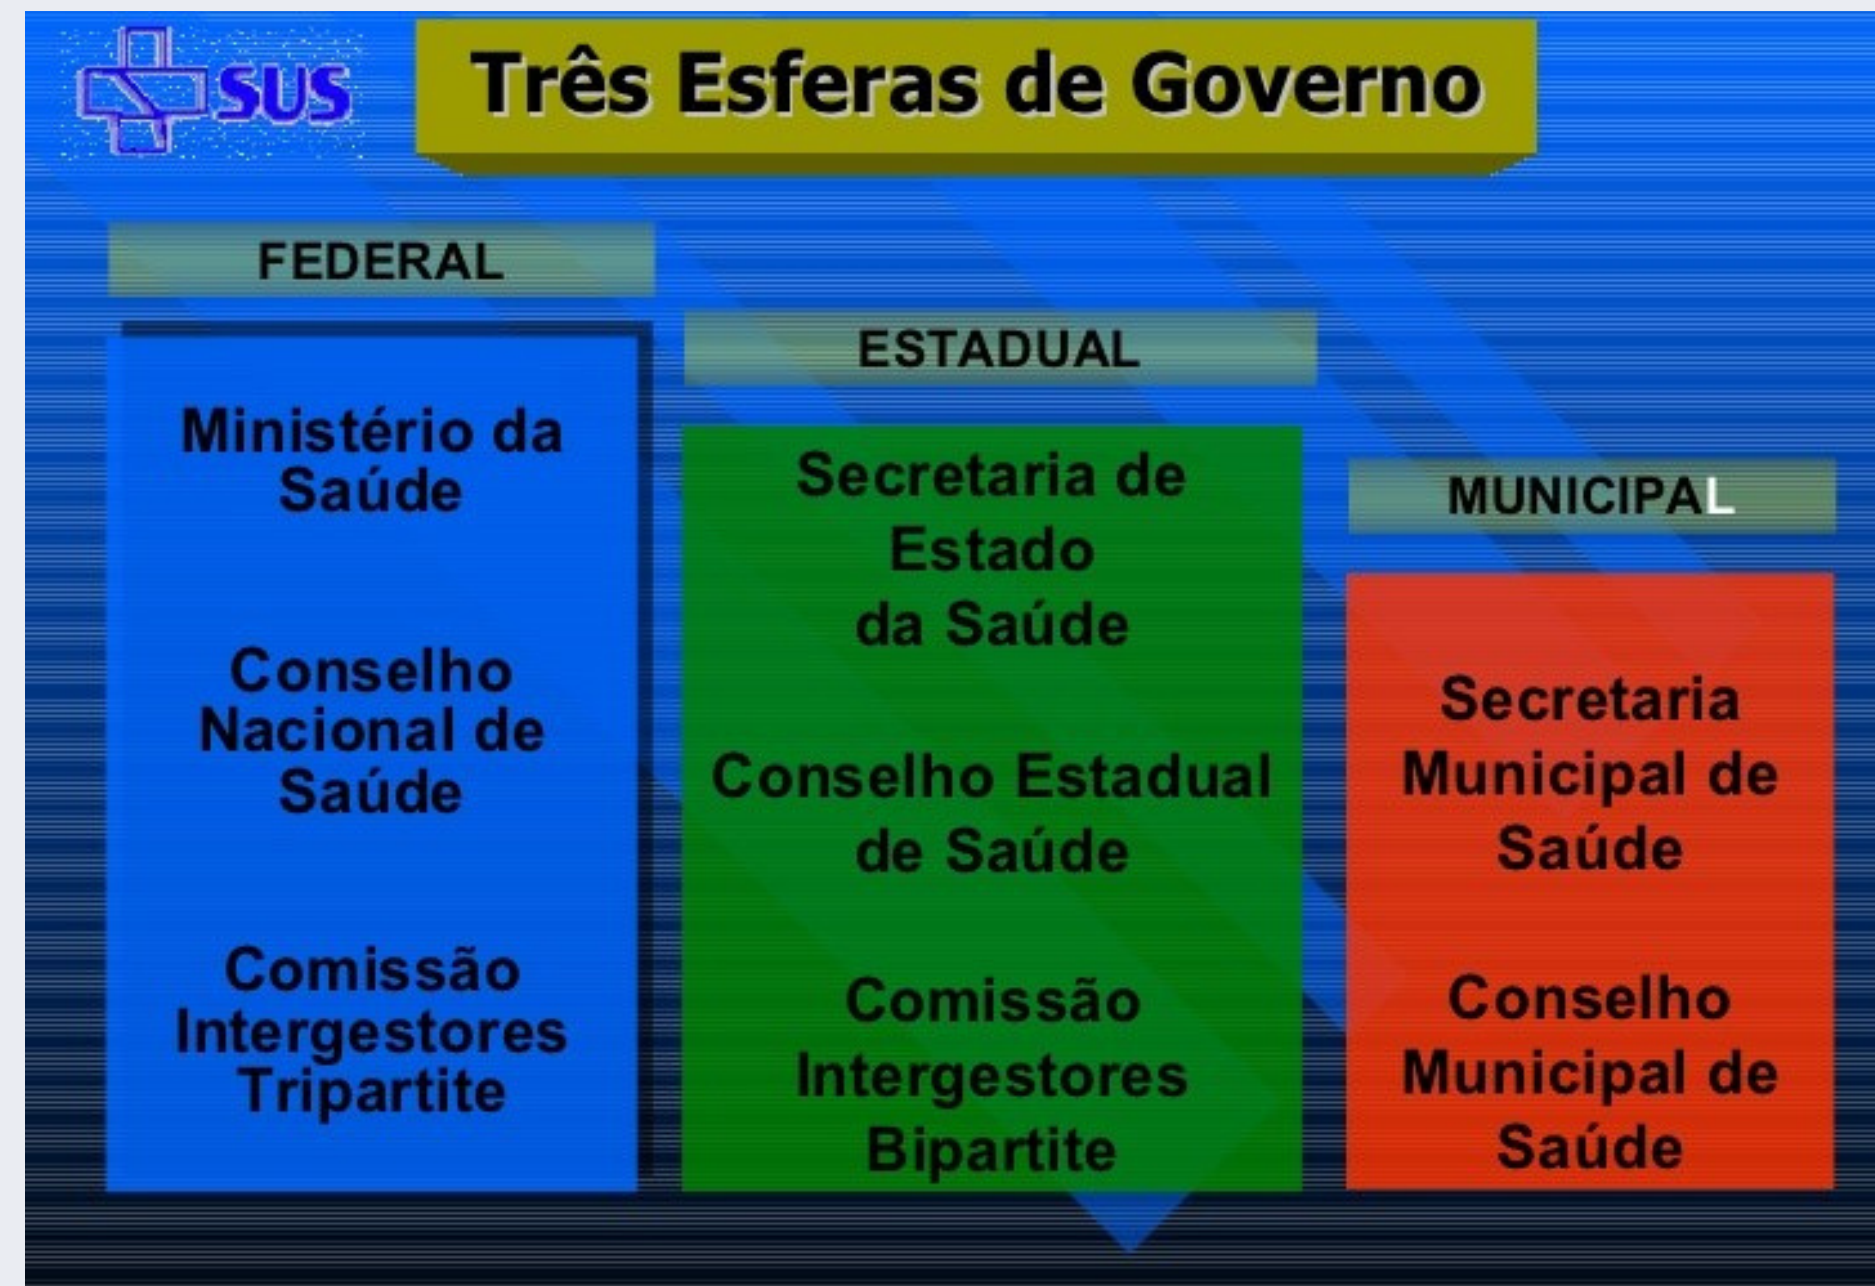 SUS
Três Esferas de Governo
FEDERAL
Ministério da
Saúde
Conselho
Nacional de
Saúde
Comissão
Intergestores
Tripartite
ESTADUAL
Secretaria de
Estado
da Saúde
Conselho Estadual
de Saúde
Comissão
Intergestores
Bipartite
MUNICIPAL
Secretaria
Municipal de
Saúde
Conselho
Municipal de
Saúde